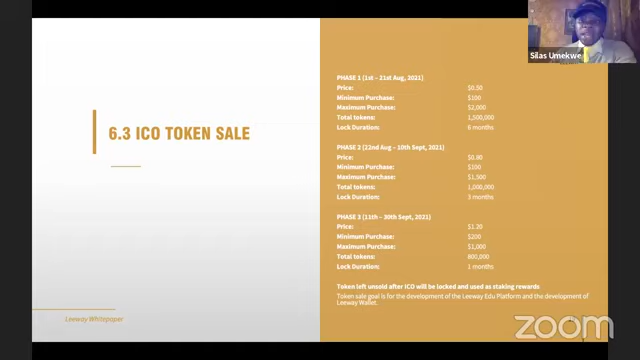 Silas Umekwe
6.3 ICO TOKEN SALE
PHASE 1 (1st – 21st Aug, 2021)
Price: $0.50
Minimum Purchase: $100
Maximum Purchase: $2,000
Total tokens: 1,500,000
Lock Duration: 6 months
PHASE 2 (22nd Aug – 10th Sept, 2021)
Price: $0.80
Minimum Purchase: $100
Maximum Purchase: $1,500
Total tokens: 1,000,000
Lock Duration: 3 months
PHASE 3 (11th – 30th Sept, 2021)
Price: $1.20
Minimum Purchase: $200
Maximum Purchase: $1,000
Total tokens: 800,000
Lock Duration: 1 months
Token left unsold after ICO will be locked and used as staking rewards
Token sale goal is for the development of the Leeway Edu Platform and the development of
Leeway Wallet.
Leeway Whitepaper
zoom